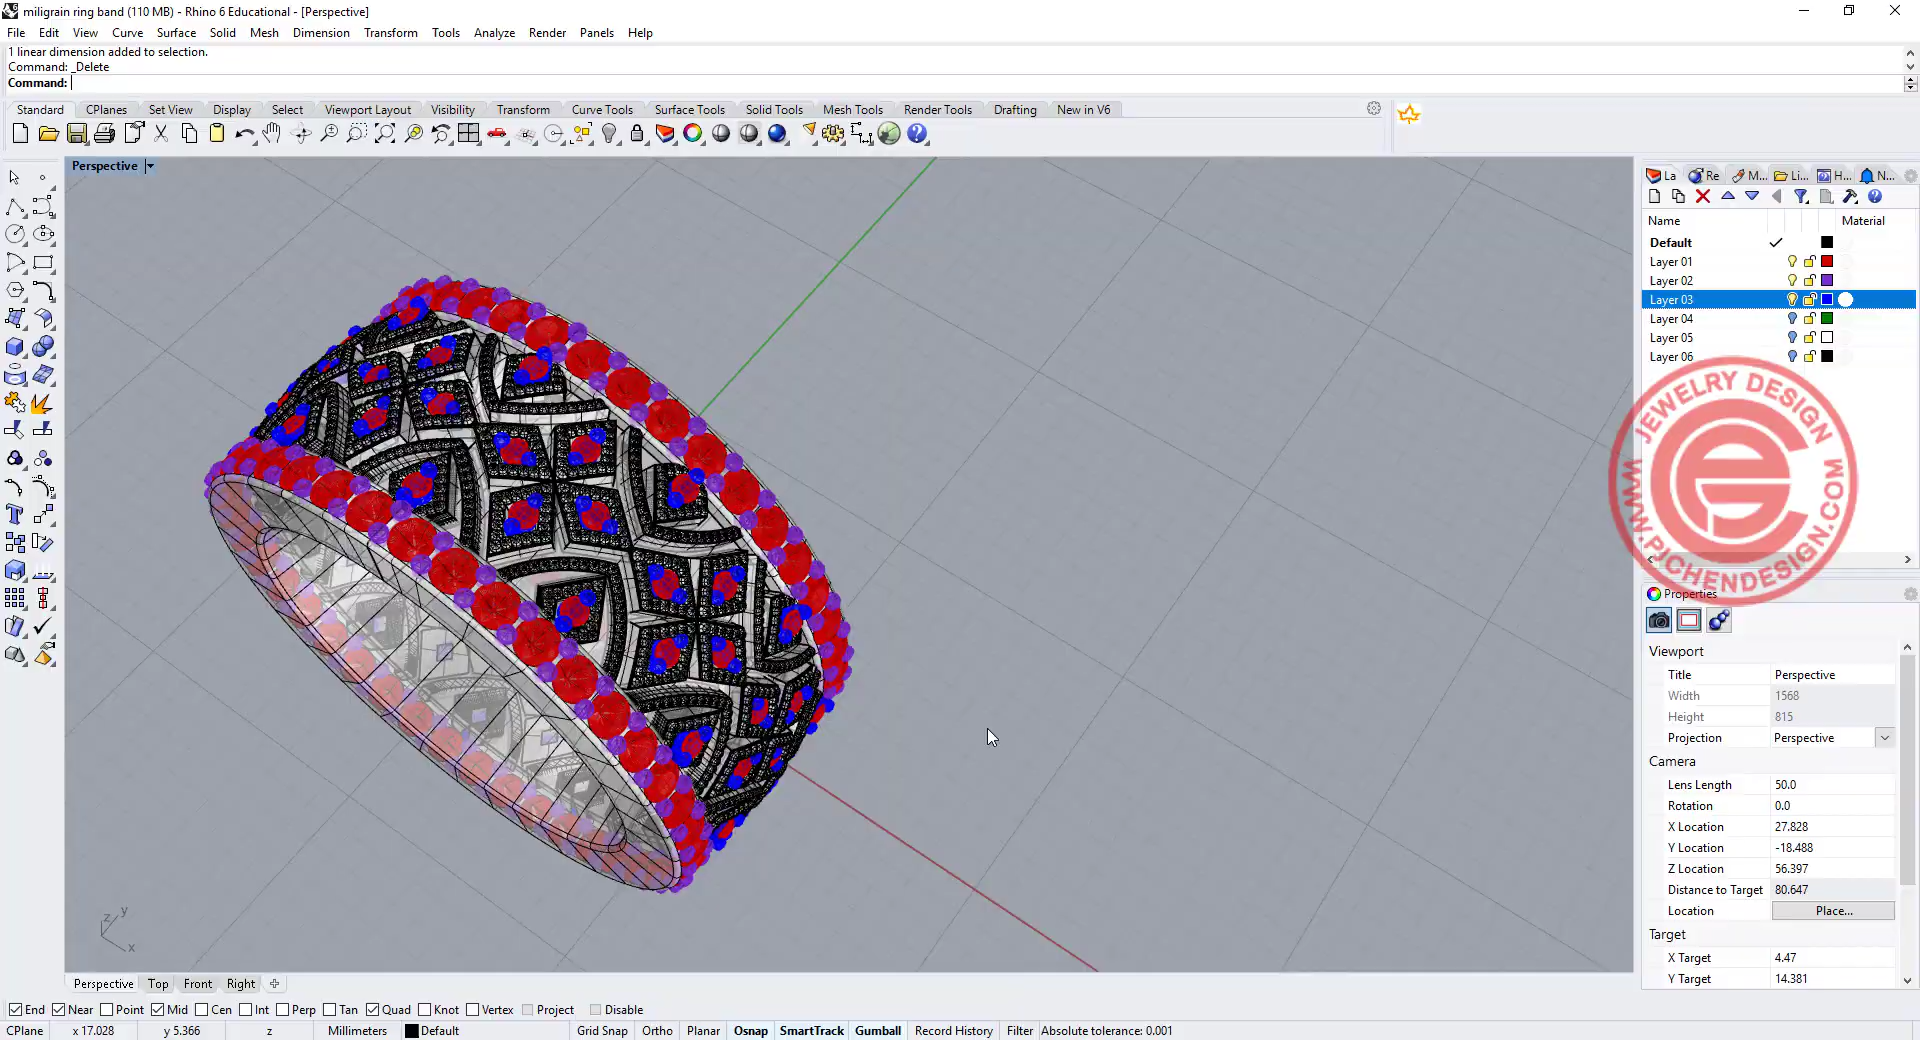 miligrain ring band (110 MB) - Rhino 6 Educational - [Perspective]
File Edit View Curve Surface Solid Mesh Dimension Transform Tools Analyze Render Panels Help
1 linear dimension added to selection.
Command: _Delete
Command:
Standard CPlanes Set View Display Select Viewport Layout Visibility Transform Curve Tools Surface Tools Solid Tools Mesh Tools Render Tools Drafting New in V6
Perspective
La Re M... Li... H... N...
Name Material
Default
Layer 01
Layer 02
Layer 03
Layer 04
Layer 05
Layer 06
JEWELRY DESIGN
WWW.PJCHENDESIGN.COM
Properties
Viewport
Title Perspective
Width 1568
Height 815
Projection Perspective
Camera
Lens Length 50.0
Rotation 0.0
X Location 27.828
Y Location -18.488
Z Location 56.397
Distance to Target 80.647
Location Place...
Target
X Target 4.47
Y Target 14.381
z y
x
Perspective Top Front Right
End Near Point Mid Cen Int Perp Tan Quad Knot Vertex Project Disable
CPlane x 17.028 y 5.366 z Millimeters Default Grid Snap Ortho Planar Osnap SmartTrack Gumball Record History Filter Absolute tolerance: 0.001